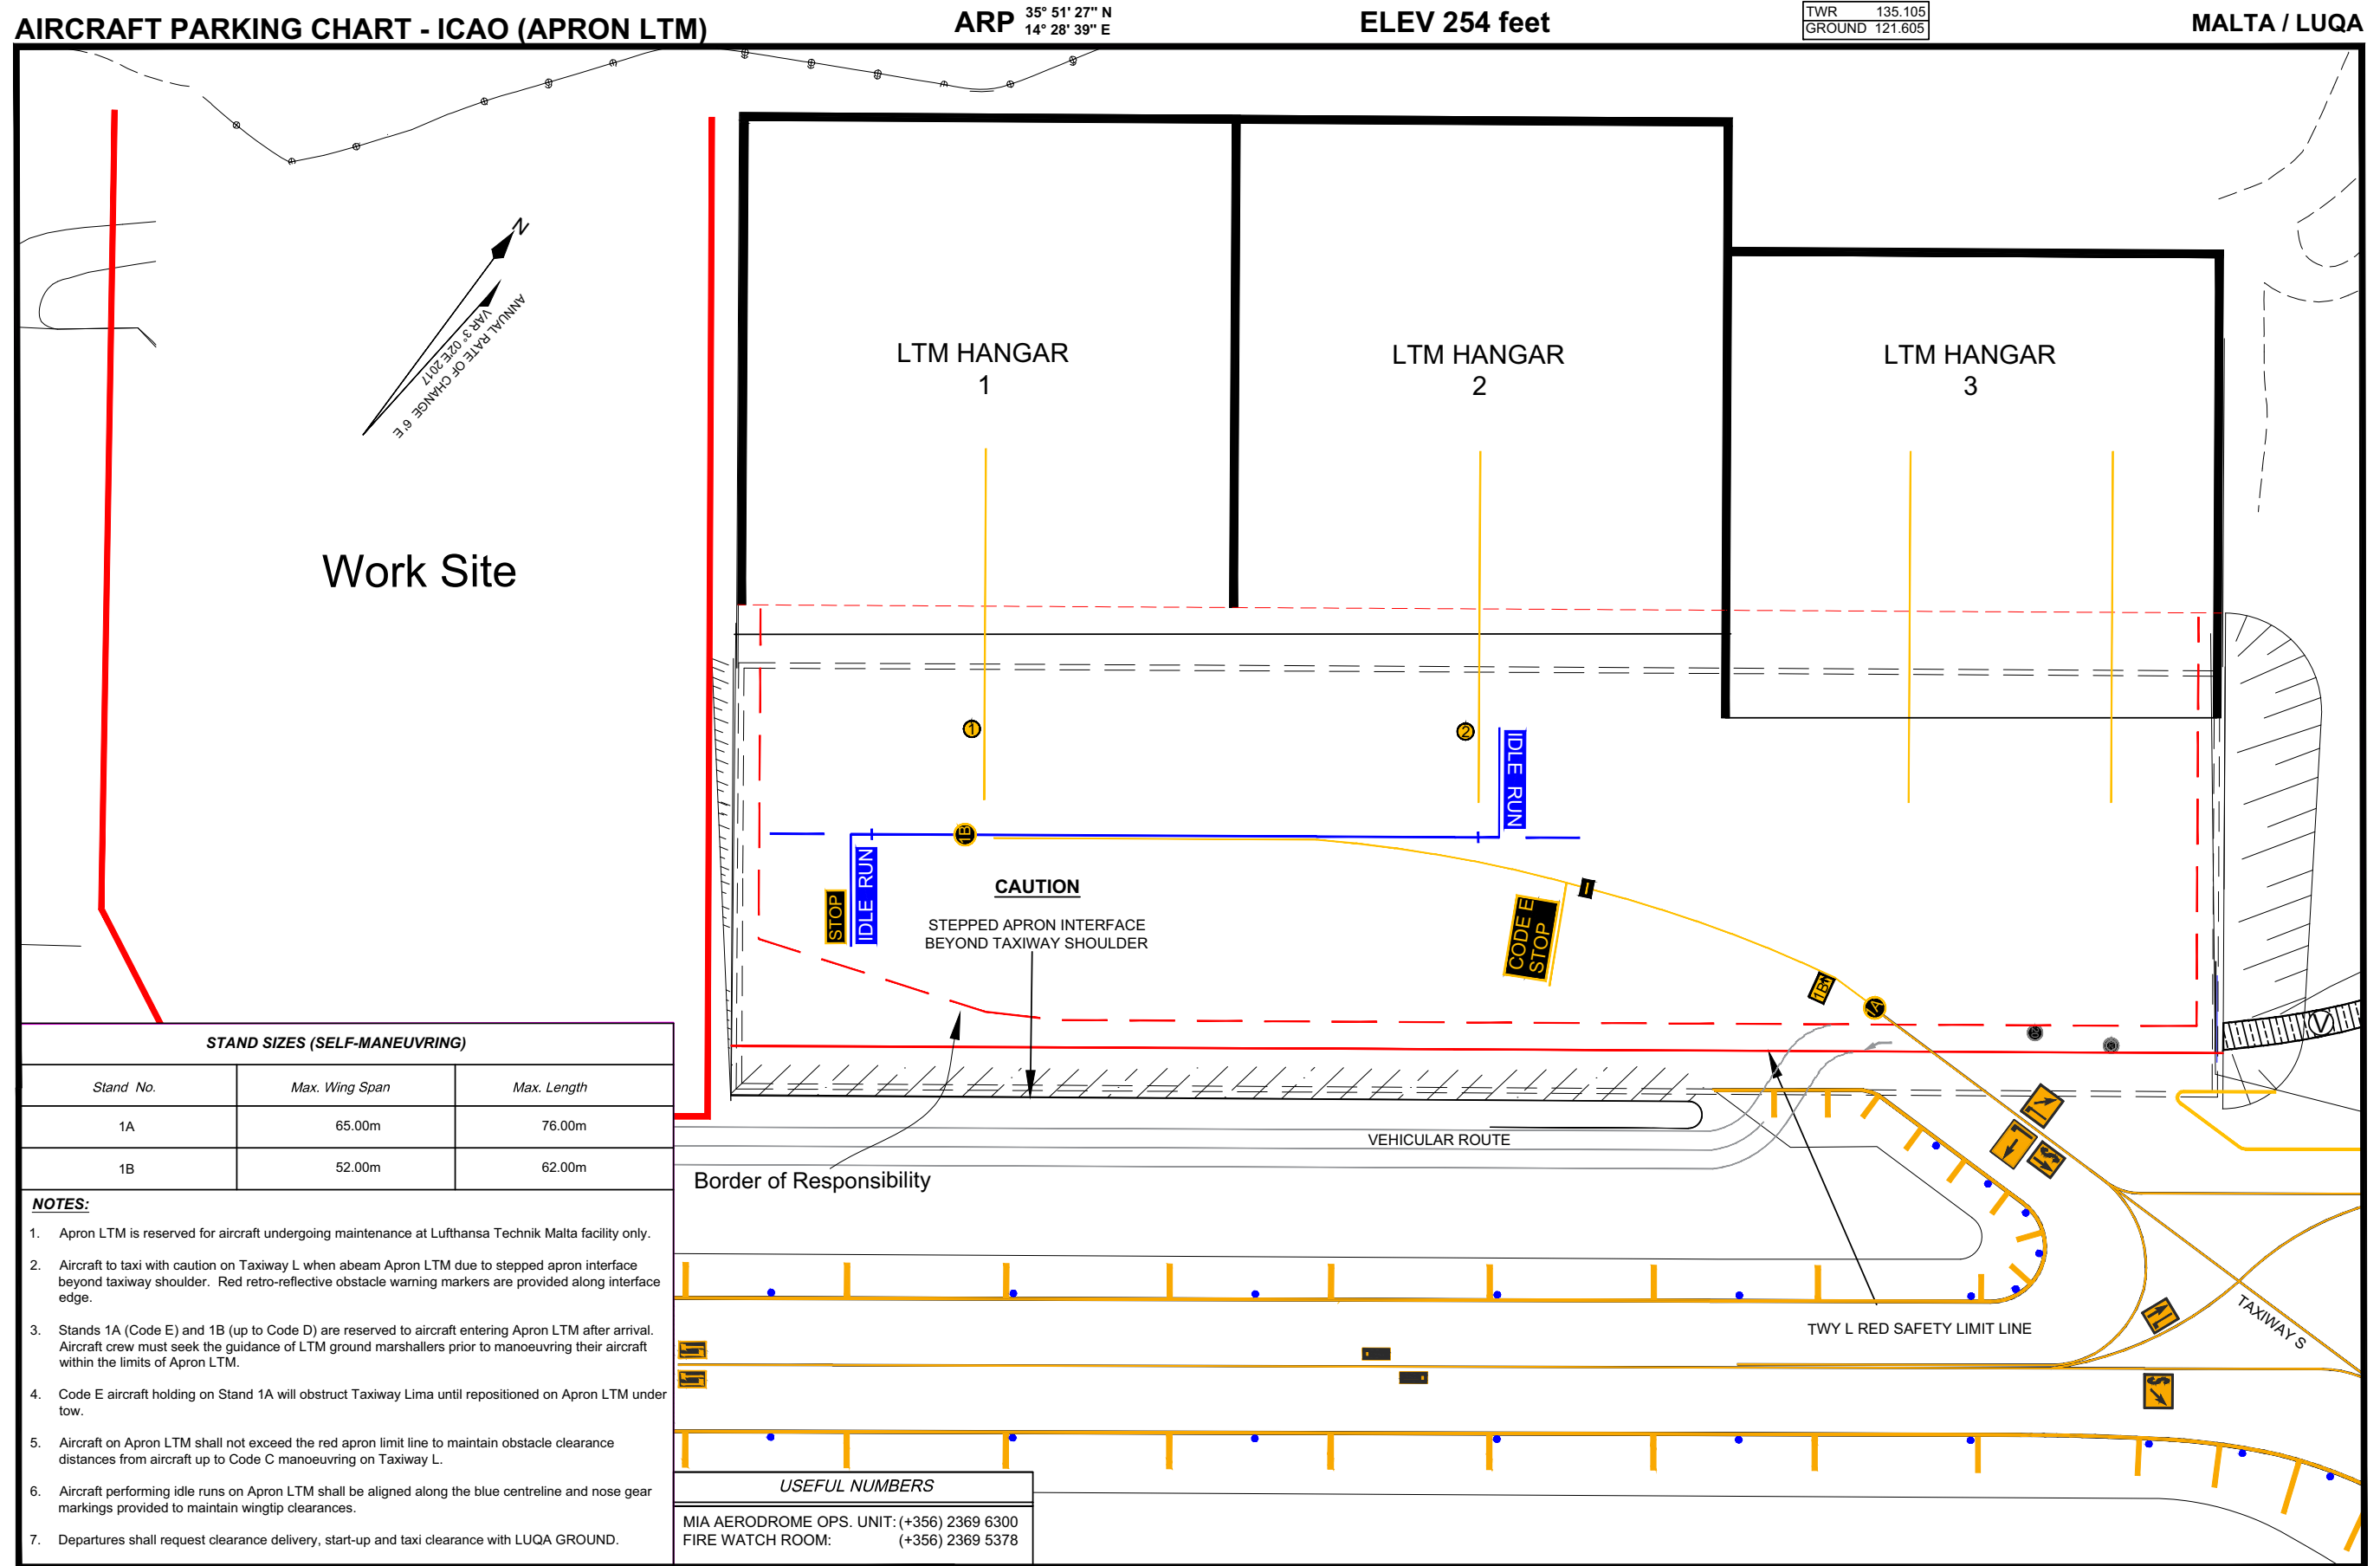 AIRCRAFT PARKING CHART - ICAO (APRON LTM)
ARP 35° 51' 27" N
14° 28' 39" E
ELEV 254 feet
TWR 135.105
GROUND 121.605
MALTA / LUQA
N
VAR 3° 02'E 2017
ANNUAL RATE OF CHANGE 6'E
LTM HANGAR
1
LTM HANGAR
2
LTM HANGAR
3
Work Site
1
2
IDLE RUN
1B
STOP
IDLE RUN
CAUTION
STEPPED APRON INTERFACE
BEYOND TAXIWAY SHOULDER
CODE E
STOP
1B
1A
V
VEHICULAR ROUTE
Border of Responsibility
L
S
TWY L RED SAFETY LIMIT LINE
TAXIWAY S
S
STAND SIZES (SELF-MANEUVRING)
Stand No. Max. Wing Span Max. Length
1A 65.00m 76.00m
1B 52.00m 62.00m
NOTES:
1. Apron LTM is reserved for aircraft undergoing maintenance at Lufthansa Technik Malta facility only.
2. Aircraft to taxi with caution on Taxiway L when abeam Apron LTM due to stepped apron interface
beyond taxiway shoulder. Red retro-reflective obstacle warning markers are provided along interface
edge.
3. Stands 1A (Code E) and 1B (up to Code D) are reserved to aircraft entering Apron LTM after arrival.
Aircraft crew must seek the guidance of LTM ground marshallers prior to manoeuvring their aircraft
within the limits of Apron LTM.
4. Code E aircraft holding on Stand 1A will obstruct Taxiway Lima until repositioned on Apron LTM under
tow.
5. Aircraft on Apron LTM shall not exceed the red apron limit line to maintain obstacle clearance
distances from aircraft up to Code C manoeuvring on Taxiway L.
6. Aircraft performing idle runs on Apron LTM shall be aligned along the blue centreline and nose gear
markings provided to maintain wingtip clearances.
7. Departures shall request clearance delivery, start-up and taxi clearance with LUQA GROUND.
USEFUL NUMBERS
MIA AERODROME OPS. UNIT: (+356) 2369 6300
FIRE WATCH ROOM: (+356) 2369 5378